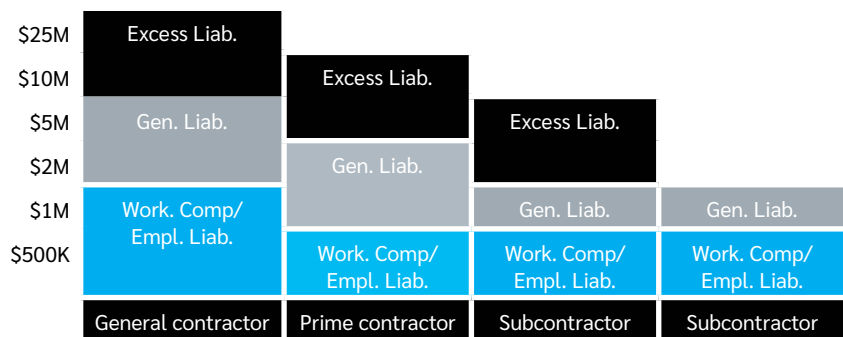 $25M
Excess Liab.
$10M
Excess Liab.
$5M
Gen. Liab.
Excess Liab.
$2M
Gen. Liab.
$1M
Work. Comp/
Empl. Liab.
Gen. Liab.
Gen. Liab.
$500K
Work. Comp/
Empl. Liab.
Work. Comp/
Empl. Liab.
Work. Comp/
Empl. Liab.
General contractor
Prime contractor
Subcontractor
Subcontractor